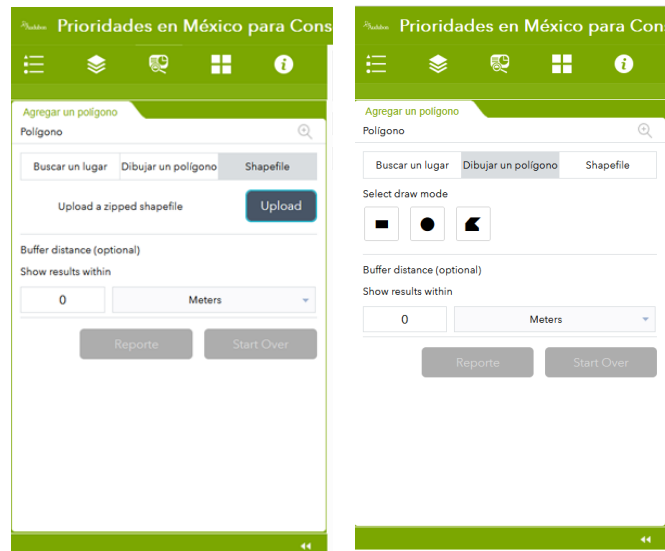 Audubon Prioridades en México para Cons
Agregar un polígono
Polígono
Buscar un lugar Dibujar un polígono Shapefile
Upload a zipped shapefile Upload
Buffer distance (optional)
Show results within
0 Meters
Reporte Start Over
Audubon Prioridades en México para Con
Agregar un polígono
Polígono
Buscar un lugar Dibujar un polígono Shapefile
Select draw mode
Buffer distance (optional)
Show results within
0 Meters
Reporte Start Over